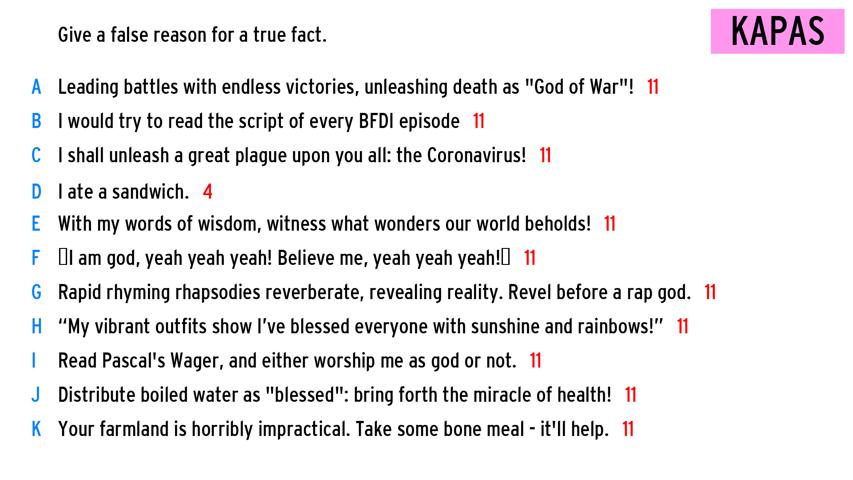 Give a false reason for a true fact.
KAPAS
A Leading battles with endless victories, unleashing death as "God of War"! 11
B I would try to read the script of every BFDI episode 11
C I shall unleash a great plague upon you all: the Coronavirus! 11
D I ate a sandwich. 4
E With my words of wisdom, witness what wonders our world beholds! 11
F ▯I am god, yeah yeah yeah! Believe me, yeah yeah yeah!▯ 11
G Rapid rhyming rhapsodies reverberate, revealing reality. Revel before a rap god. 11
H “My vibrant outfits show I’ve blessed everyone with sunshine and rainbows!” 11
I Read Pascal's Wager, and either worship me as god or not. 11
J Distribute boiled water as "blessed": bring forth the miracle of health! 11
K Your farmland is horribly impractical. Take some bone meal - it'll help. 11